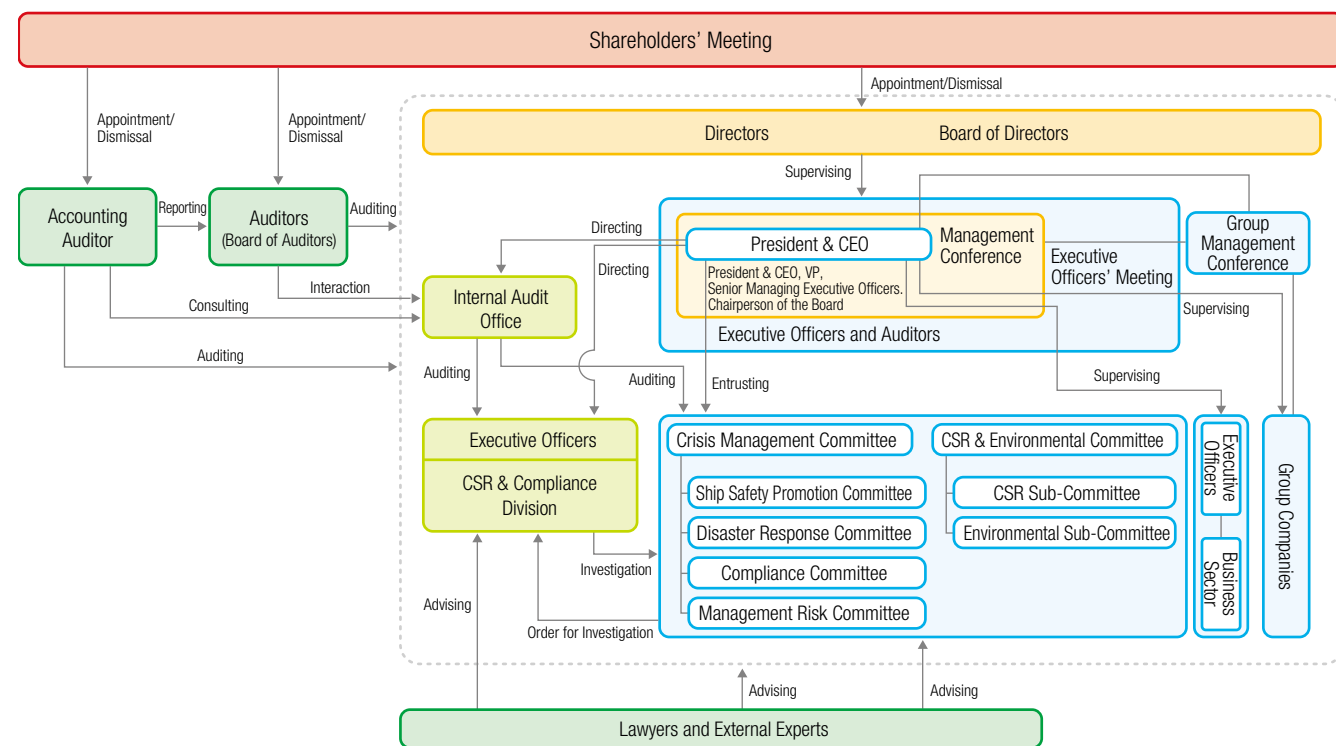 Shareholders’ Meeting
Appointment/Dismissal
Appointment/
Dismissal
Appointment/
Dismissal
Directors
Board of Directors
Supervising
Accounting
Auditor
Reporting
Auditors
(Board of Auditors)
Auditing
Directing
Directing
President & CEO
Management
Conference
President & CEO, VP,
Senior Managing Executive Officers.
Chairperson of the Board
Executive
Officers’ Meeting
Group
Management
Conference
Executive Officers and Auditors
Supervising
Interaction
Consulting
Internal Audit
Office
Auditing
Auditing
Auditing
Entrusting
Supervising
Executive Officers
CSR & Compliance
Division
Crisis Management Committee
Ship Safety Promotion Committee
Disaster Response Committee
Compliance Committee
Management Risk Committee
CSR & Environmental Committee
CSR Sub-Committee
Environmental Sub-Committee
Executive
Officers
Business
Sector
Group Companies
Investigation
Order for Investigation
Advising
Advising
Advising
Lawyers and External Experts